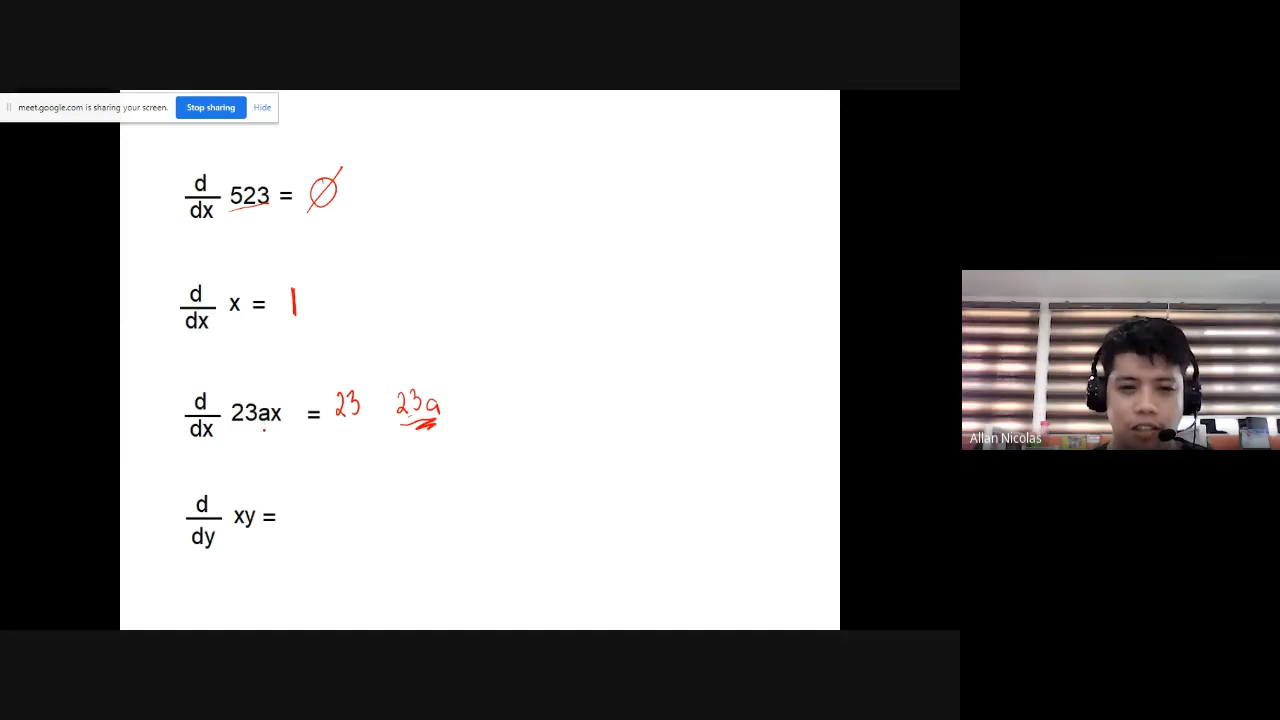 meet.google.com is sharing your screen. Stop sharing Hide
d/dx 523 = ∅
d/dx x = 1
d/dx 23ax = 23 23a
Allan Nicolas
d/dy xy =